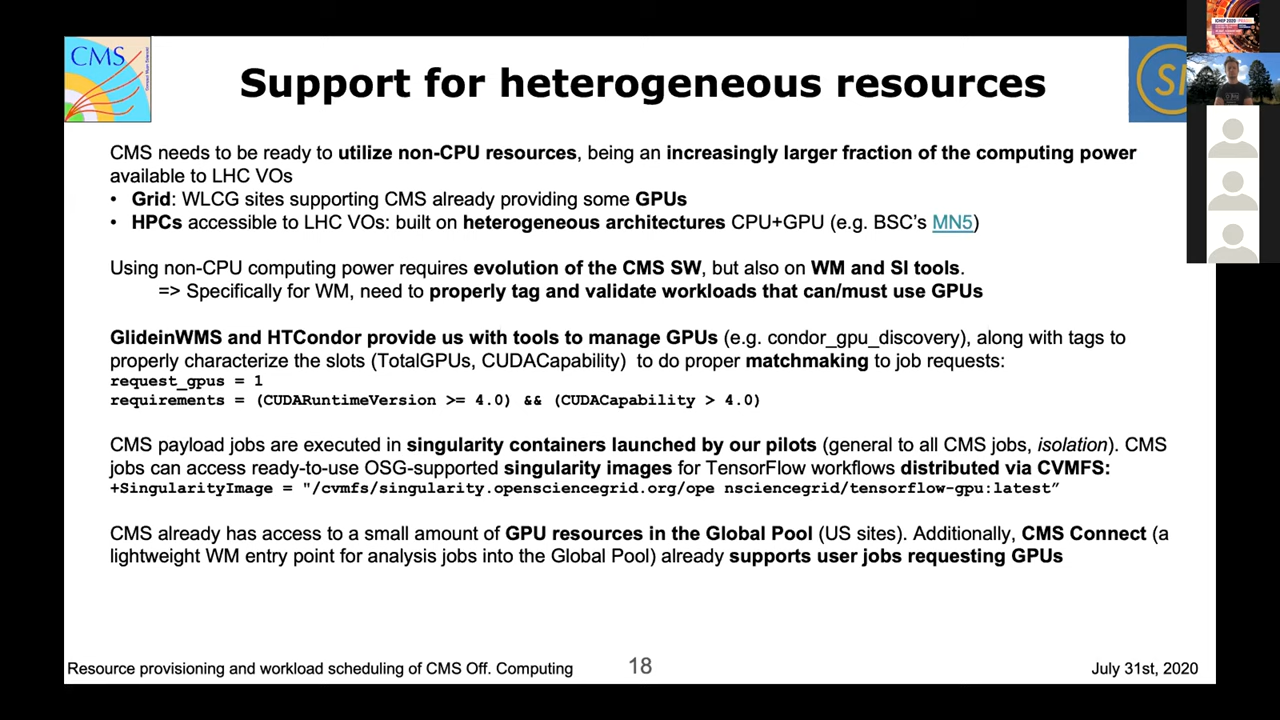 CMS
Support for heterogeneous resources
SI
ICHEP 2020
CMS needs to be ready to utilize non-CPU resources, being an increasingly larger fraction of the computing power
available to LHC VOs
• Grid: WLCG sites supporting CMS already providing some GPUs
• HPCs accessible to LHC VOs: built on heterogeneous architectures CPU+GPU (e.g. BSC's MN5)
Using non-CPU computing power requires evolution of the CMS SW, but also on WM and SI tools.
=> Specifically for WM, need to properly tag and validate workloads that can/must use GPUs
GlideinWMS and HTCondor provide us with tools to manage GPUs (e.g. condor_gpu_discovery), along with tags to
properly characterize the slots (TotalGPUs, CUDACapability) to do proper matchmaking to job requests:
request_gpus = 1
requirements = (CUDARuntimeVersion >= 4.0) && (CUDACapability > 4.0)
CMS payload jobs are executed in singularity containers launched by our pilots (general to all CMS jobs, isolation). CMS
jobs can access ready-to-use OSG-supported singularity images for TensorFlow workflows distributed via CVMFS:
+SingularityImage = "/cvmfs/singularity.opensciencegrid.org/ope nsciencegrid/tensorflow-gpu:latest”
CMS already has access to a small amount of GPU resources in the Global Pool (US sites). Additionally, CMS Connect (a
lightweight WM entry point for analysis jobs into the Global Pool) already supports user jobs requesting GPUs
Resource provisioning and workload scheduling of CMS Off. Computing
18
July 31st, 2020